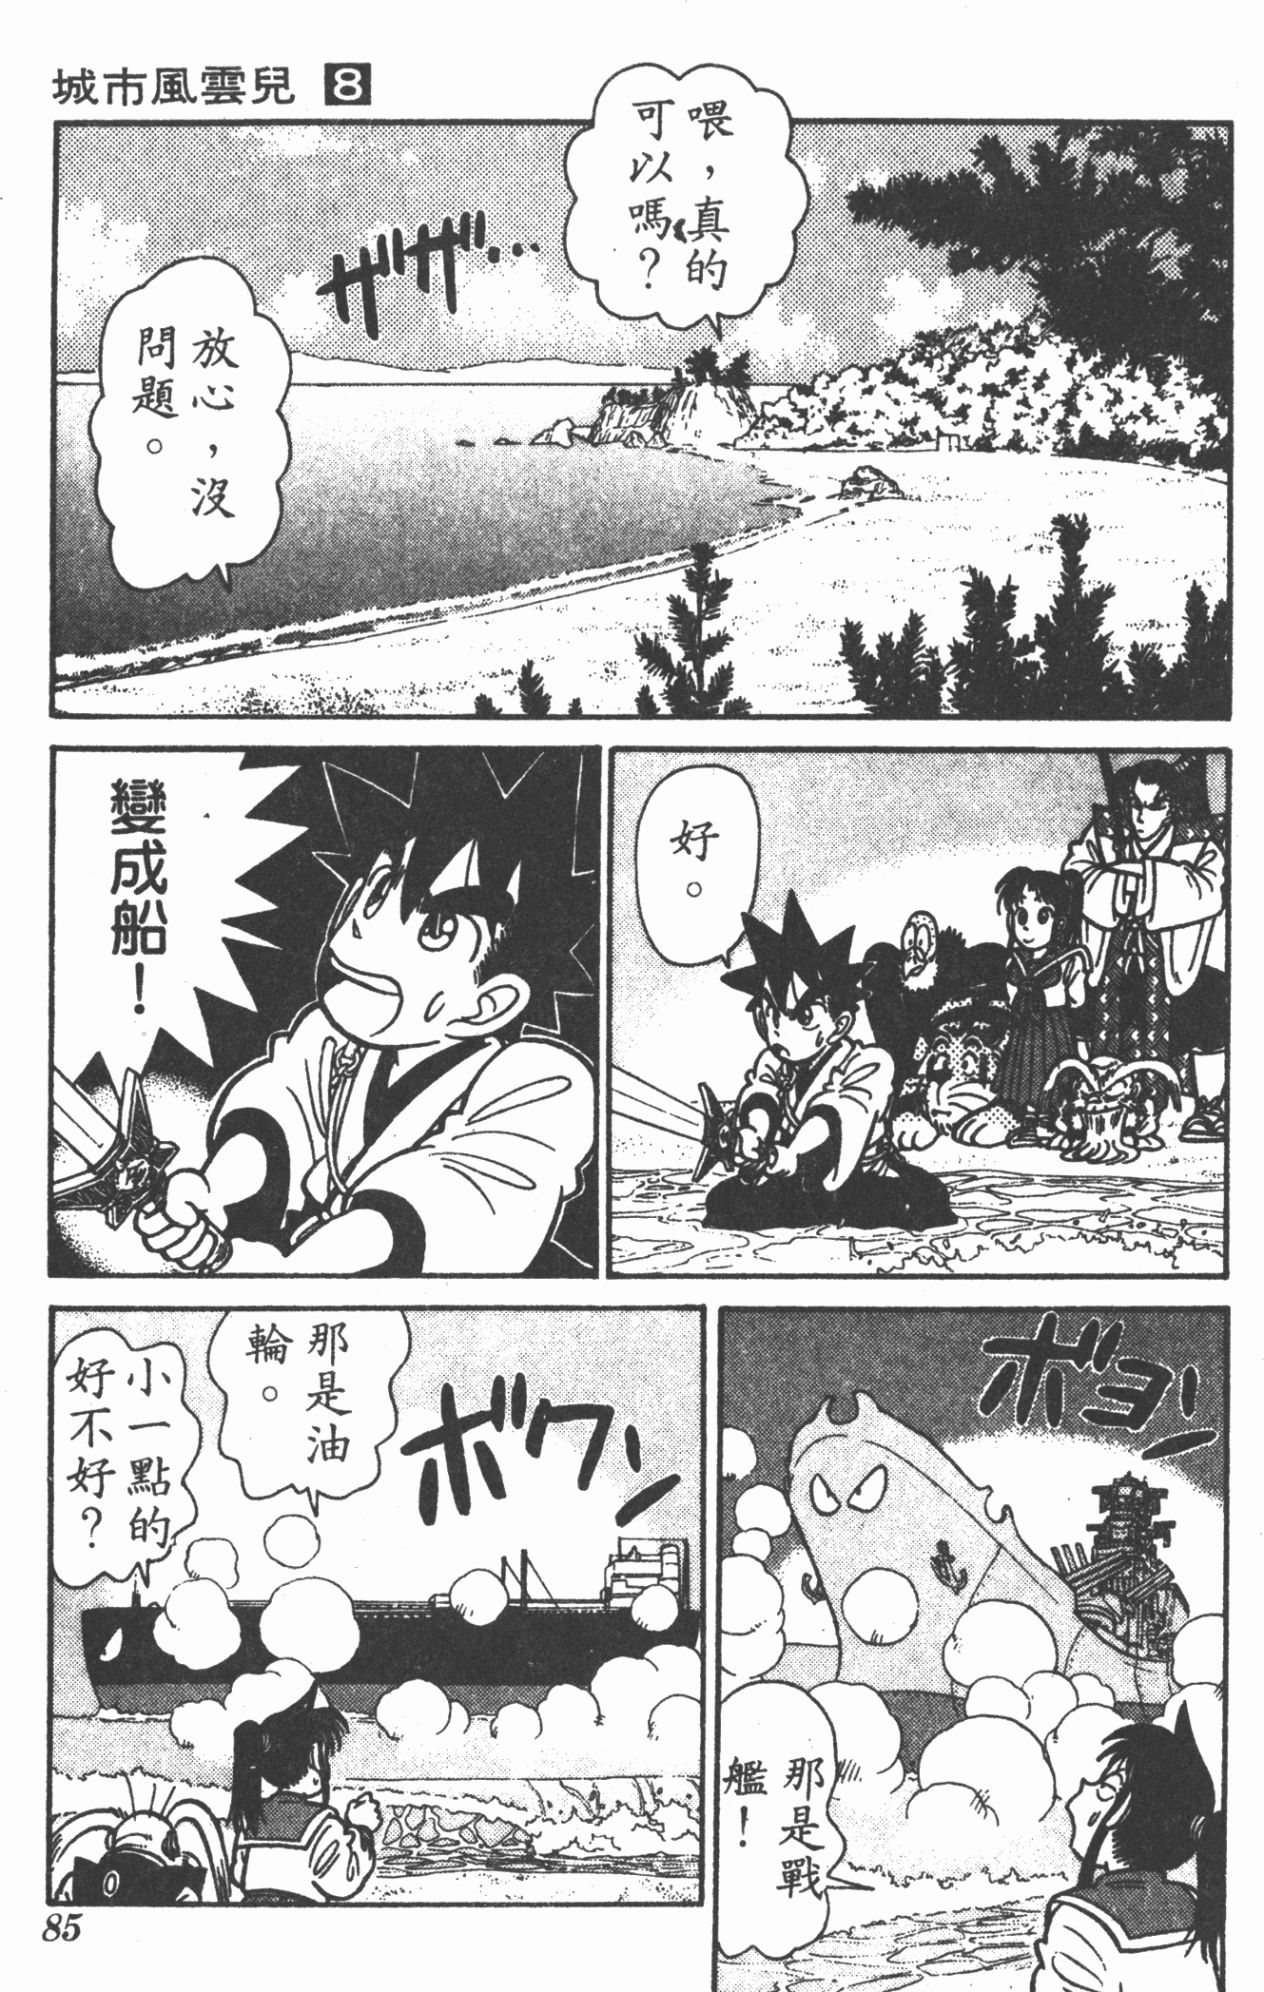 城市風雲兒 8
喂，真的
可以嗎？
ザザ…
放心，沒
問題。
好。
變成船！
ボヨン
那是戰
艦！
ボワン
那是油
輪。
小一點的
好不好？
85